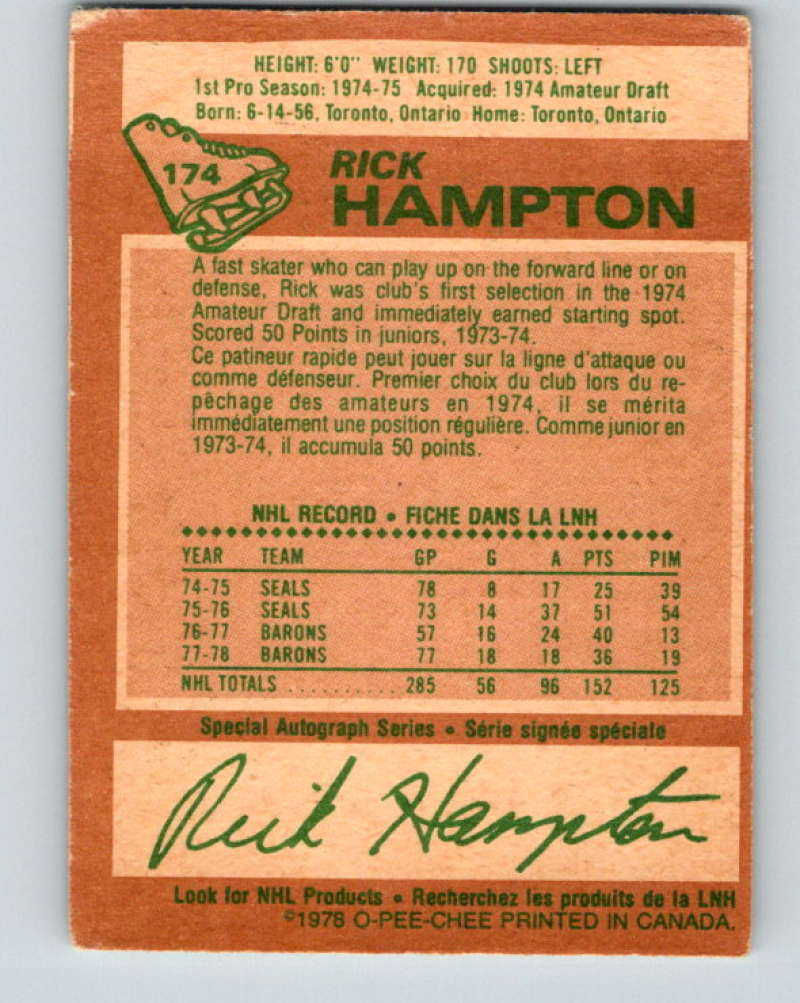 HEIGHT: 6'0" WEIGHT: 170 SHOOTS: LEFT
1st Pro Season: 1974-75 Acquired: 1974 Amateur Draft
Born: 6-14-56, Toronto, Ontario Home: Toronto, Ontario
174
RICK
HAMPTON
A fast skater who can play up on the forward line or on
defense, Rick was club's first selection in the 1974
Amateur Draft and immediately earned starting spot.
Scored 50 Points in juniors, 1973-74.
Ce patineur rapide peut jouer sur la ligne d'attaque ou
comme défenseur. Premier choix du club lors du re-
pêchage des amateurs en 1974, il se mérita
immédiatement une position régulière. Comme junior en
1973-74, il accumula 50 points.
NHL RECORD • FICHE DANS LA LNH
YEAR TEAM GP G A PTS PIM
74-75 SEALS 78 8 17 25 39
75-76 SEALS 73 14 37 51 54
76-77 BARONS 57 16 24 40 13
77-78 BARONS 77 18 18 36 19
NHL TOTALS .......... 285 56 96 152 125
Special Autograph Series • Série signée spéciale
Rick Hampton
Look for NHL Products • Recherchez les produits de la LNH
©1978 O-PEE-CHEE PRINTED IN CANADA.